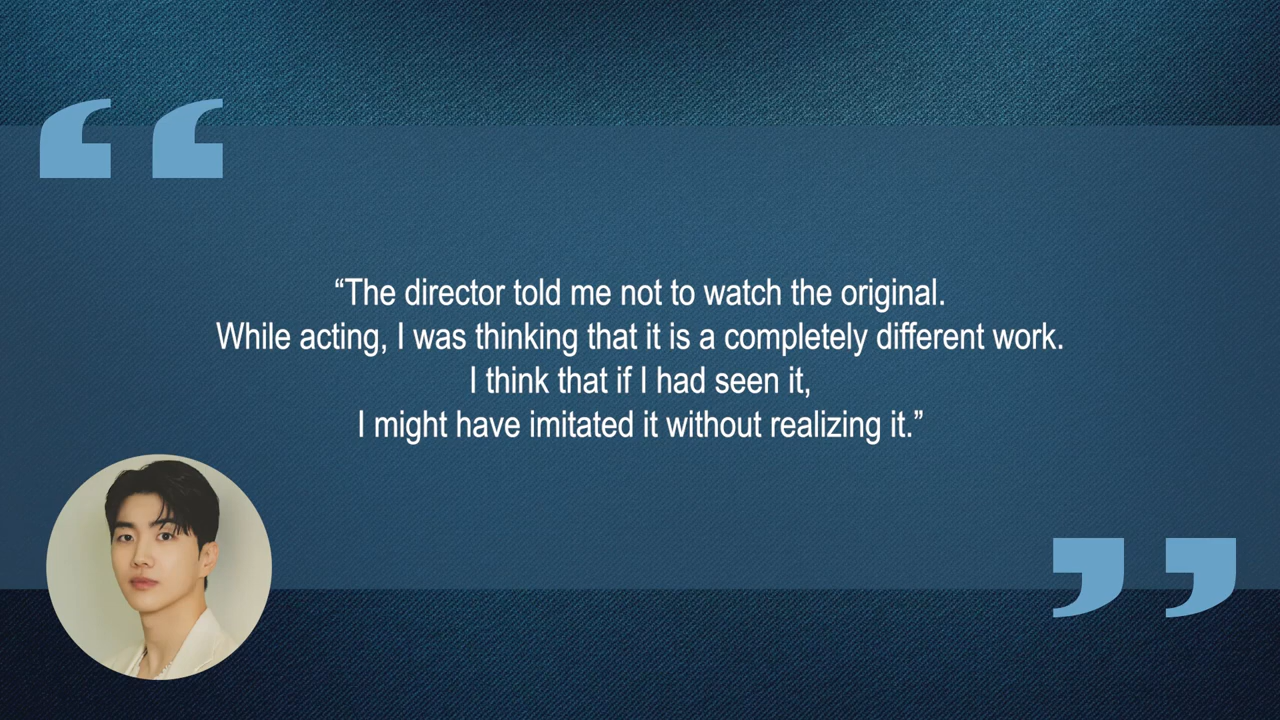 “The director told me not to watch the original.
While acting, I was thinking that it is a completely different work.
I think that if I had seen it,
I might have imitated it without realizing it.”